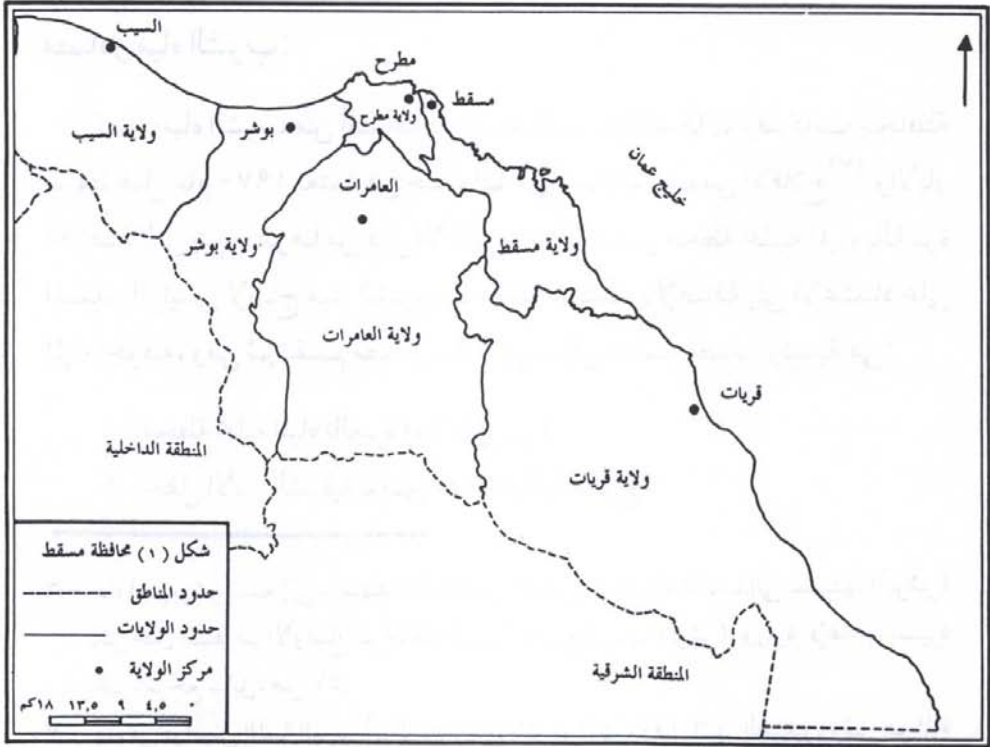 السيب
مطرح
مسقط
ولاية مطرح
بوشر
ولاية السيب
خليج عمان
العامرات
ولاية مسقط
ولاية بوشر
ولاية العامرات
قريات
المنطقة الداخلية
ولاية قريات
المنطقة الشرقية
شكل (١) محافظة مسقط
حدود المناطق
حدود الولايات
مركز الولاية
٠ ٤,٥ ٩ ١٣,٥ ١٨كم